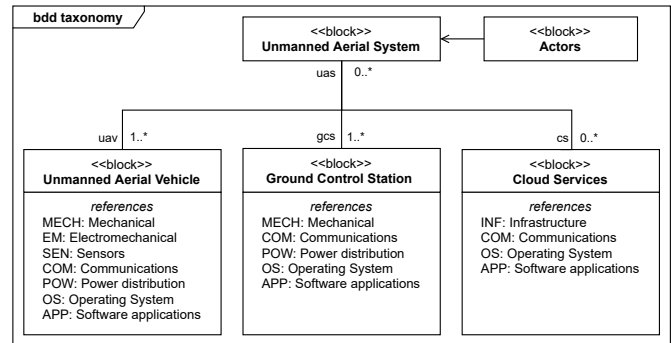 bdd taxonomy
<<block>>
Unmanned Aerial System
<<block>>
Actors
uas 0..*
uav 1..*
gcs 1..*
cs 0..*
<<block>>
Unmanned Aerial Vehicle
references
MECH: Mechanical
EM: Electromechanical
SEN: Sensors
COM: Communications
POW: Power distribution
OS: Operating System
APP: Software applications
<<block>>
Ground Control Station
references
MECH: Mechanical
COM: Communications
POW: Power distribution
OS: Operating System
APP: Software applications
<<block>>
Cloud Services
references
INF: Infrastructure
COM: Communications
OS: Operating System
APP: Software applications